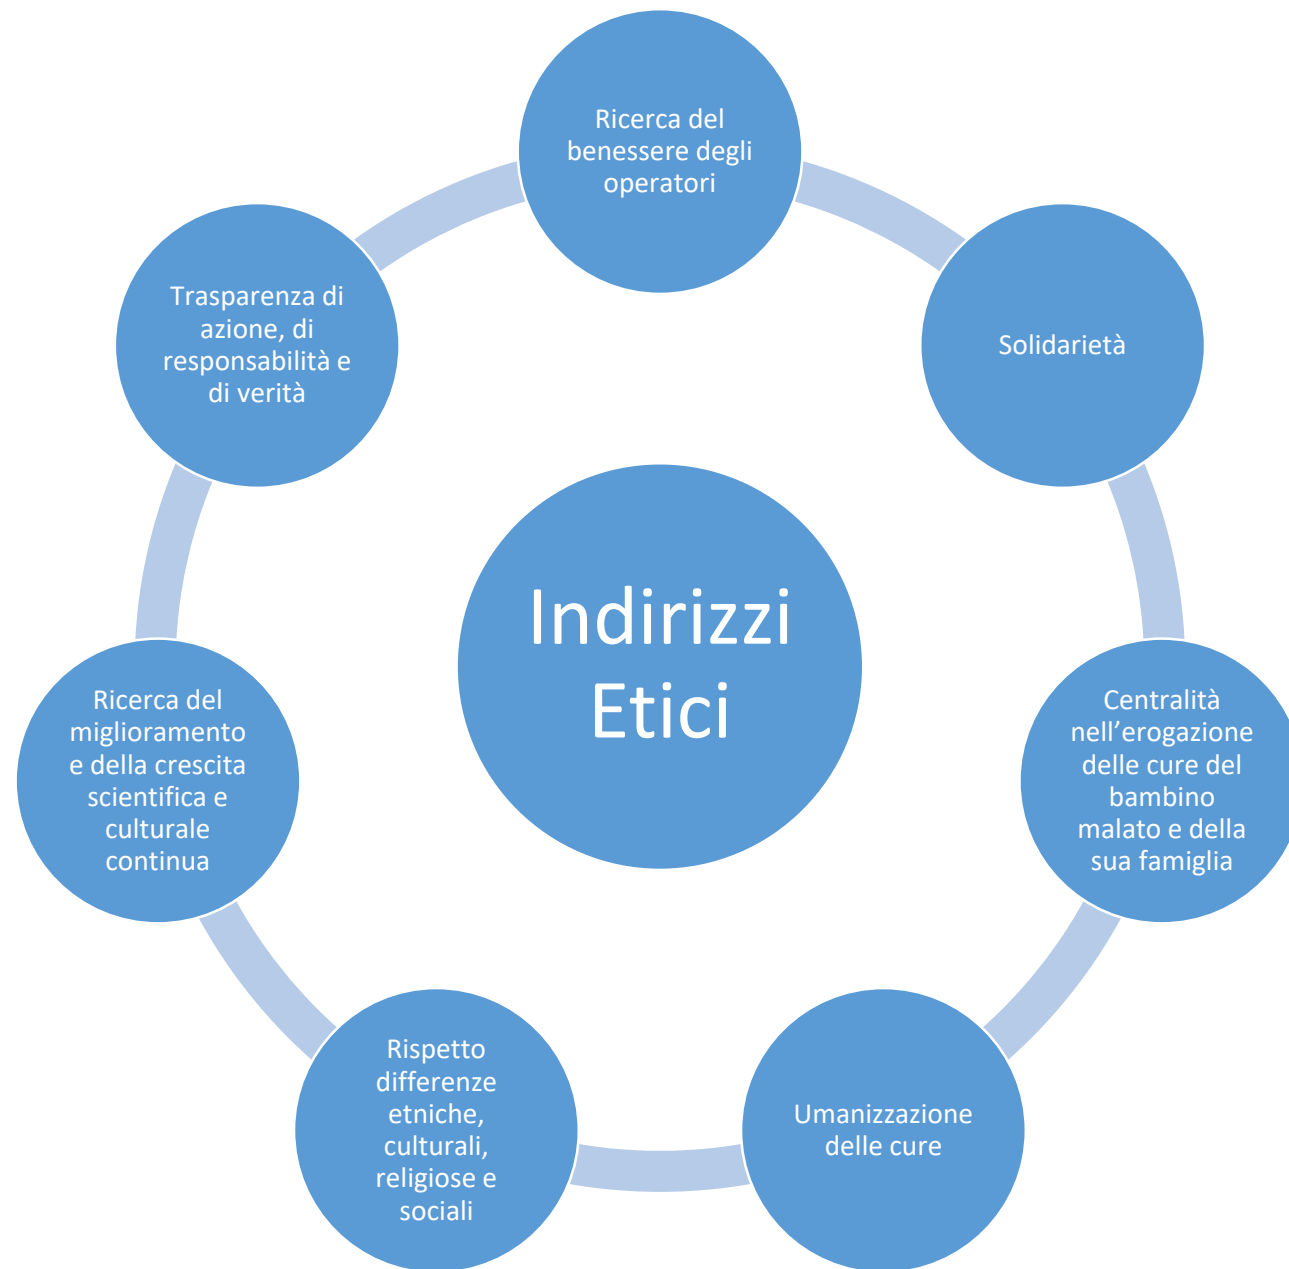 Ricerca del
benessere degli
operatori
Solidarietà
Centralità
nell’erogazione
delle cure del
bambino
malato e della
sua famiglia
Umanizzazione
delle cure
Rispetto
differenze
etniche,
culturali,
religiose e
sociali
Ricerca del
miglioramento
e della crescita
scientifica e
culturale
continua
Trasparenza di
azione, di
responsabilità e
di verità
Indirizzi
Etici